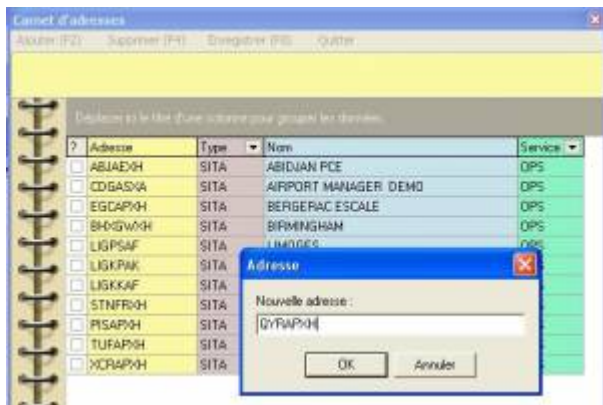 Carnet d'adresses
Ajouter (F2) Supprimer (F4) Enregistrer (F8) Quitter
Déplacer ici le titre d'une colonne pour grouper les données.
? Adresse Type Nom Service
ABJAEXH SITA ABIDJAN PCE OPS
CDGASXA SITA AIRPORT MANAGER DEMO OPS
EGCAPXH SITA BERGERAC ESCALE OPS
BHXGWXH SITA BIRMINGHAM OPS
LIGPSAF SITA LIMOGES OPS
LIGKPAK SITA
LIGKKAF SITA
STNFRXH SITA
PISAPXH SITA
TUFAPXH SITA
XCRAPXH SITA
Adresse
Nouvelle adresse :
QYRAPXH
OK Annuler